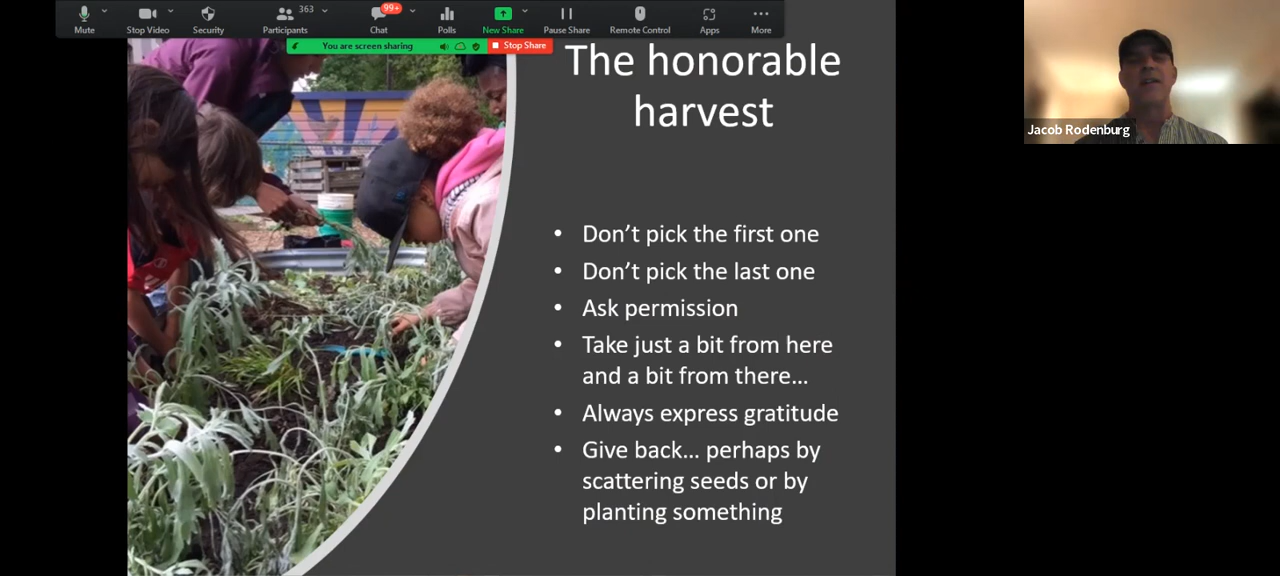 363
99+
Mute
Stop Video
Security
Participants
Chat
Polls
New Share
Pause Share
Remote Control
Apps
More
You are screen sharing
Stop Share
The honorable
harvest
Jacob Rodenburg
• Don’t pick the first one
• Don’t pick the last one
• Ask permission
• Take just a bit from here
and a bit from there...
• Always express gratitude
• Give back... perhaps by
scattering seeds or by
planting something